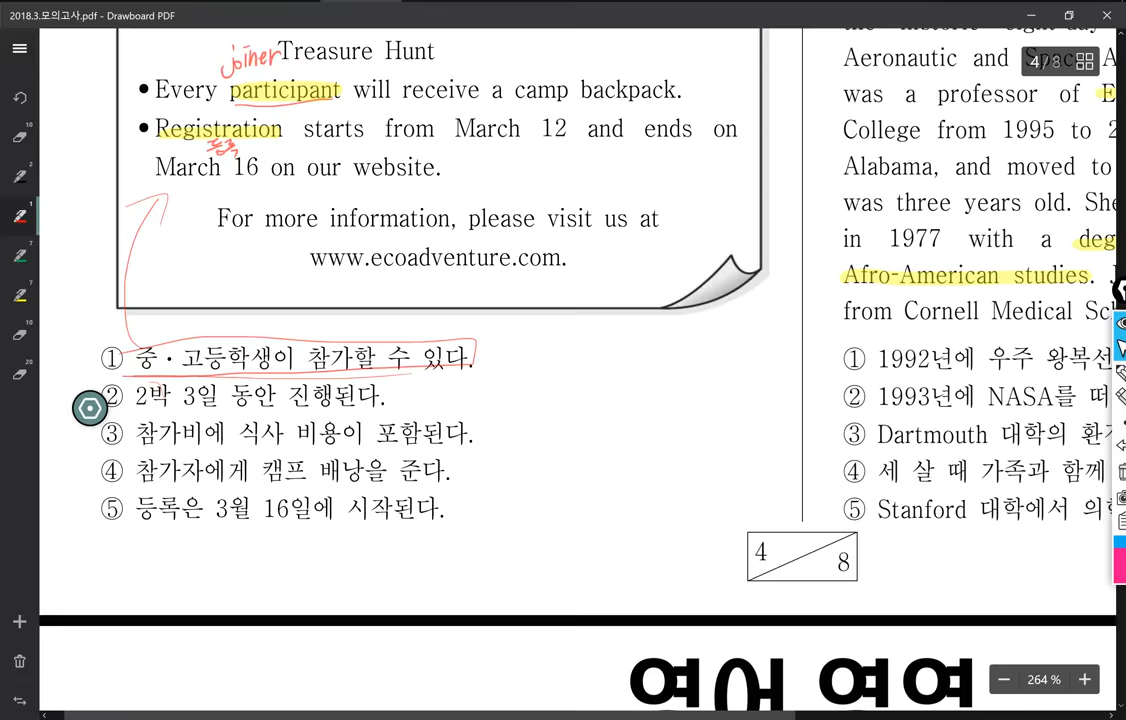 2018.3.모의고사.pdf - Drawboard PDF
joiner
Treasure Hunt
•Every participant will receive a camp backpack.
•Registration starts from March 12 and ends on
등록
March 16 on our website.
For more information, please visit us at
www.ecoadventure.com.
① 중·고등학생이 참가할 수 있다.
② 2박 3일 동안 진행된다.
③ 참가비에 식사 비용이 포함된다.
④ 참가자에게 캠프 배낭을 준다.
⑤ 등록은 3월 16일에 시작된다.
Aeronautic and
4 / 8
was a professor of E
College from 1995 to 2
Alabama, and moved to
was three years old. She
in 1977 with a deg
Afro-American studies.
from Cornell Medical Sc
① 1992년에 우주 왕복선
② 1993년에 NASA를 떠
③ Dartmouth 대학의 환
④ 세 살 때 가족과 함께
⑤ Stanford 대학에서 의
4
8
영어 영역
264 %
10
2
1
7
7
10
20